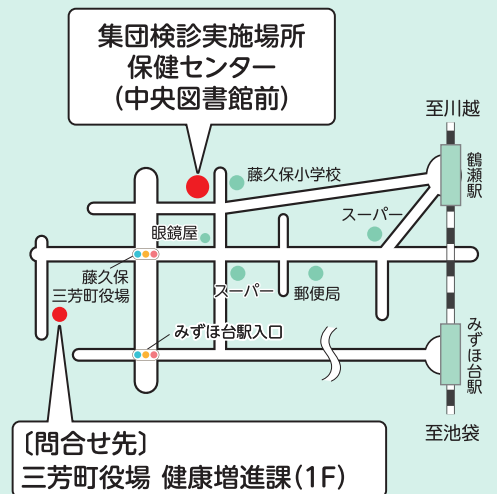 集団検診実施場所
保健センター
(中央図書館前)
至川越
鶴瀬駅
藤久保小学校
スーパー
眼鏡屋
藤久保
三芳町役場
スーパー
郵便局
みずほ台駅入口
みずほ台駅
至池袋
〔問合せ先〕
三芳町役場 健康増進課(1F)